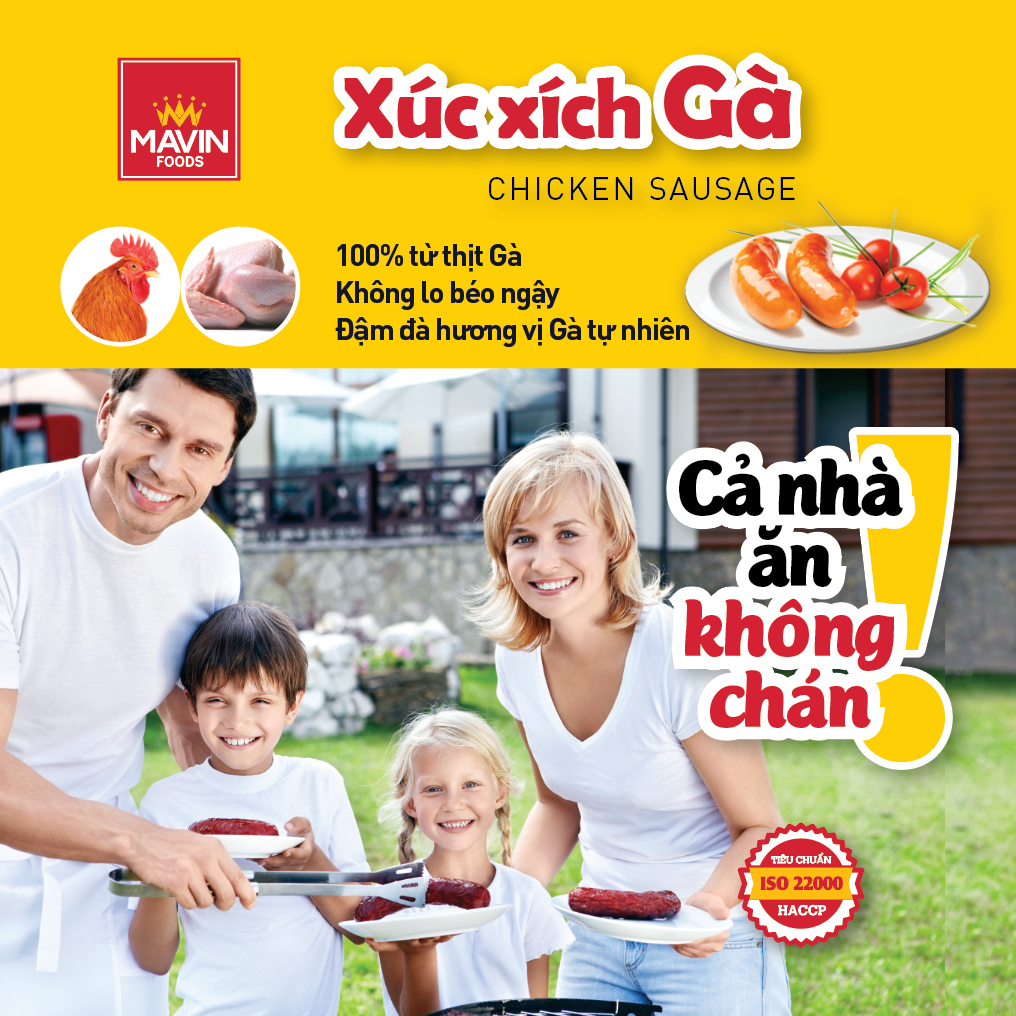 MAVIN
FOODS
Xúc xích Gà
CHICKEN SAUSAGE
100% từ thịt Gà
Không lo béo ngậy
Đậm đà hương vị Gà tự nhiên
Cả nhà
ăn
không
chán!
TIÊU CHUẨN
ISO 22000
HACCP